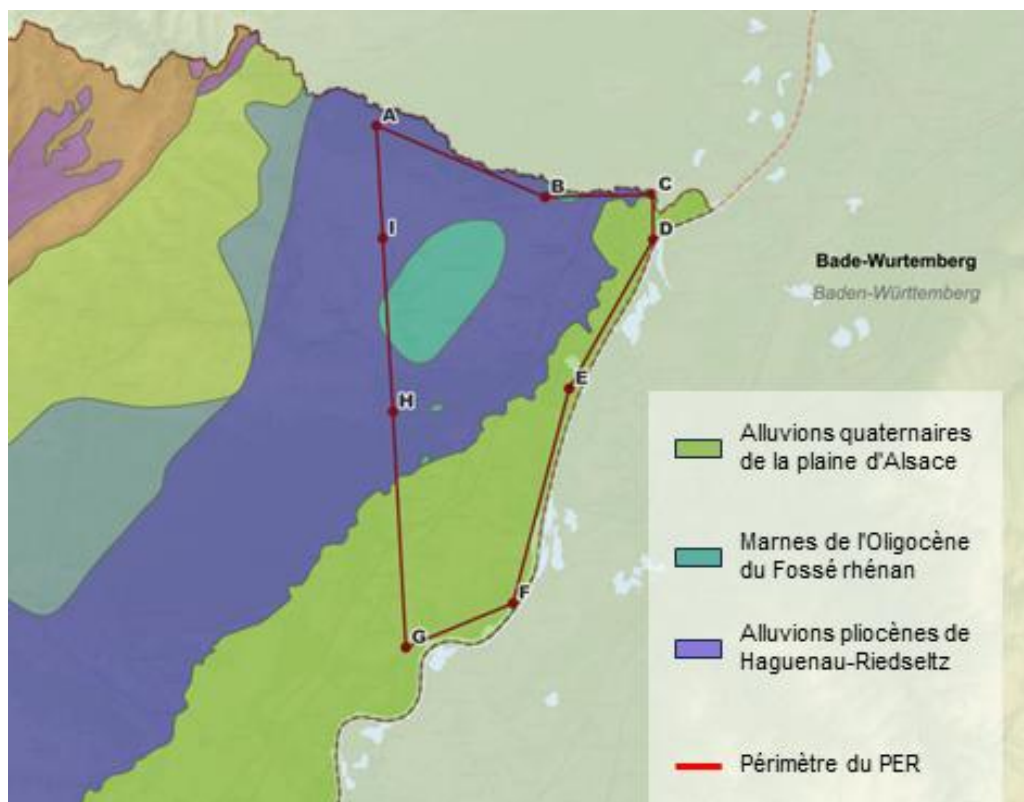 A
B
C
I
D
Bade-Wurtemberg
Baden-Württemberg
E
H
Alluvions quaternaires
de la plaine d'Alsace
Marnes de l'Oligocène
du Fossé rhénan
F
G
Alluvions pliocènes de
Haguenau-Riedseltz
Périmètre du PER